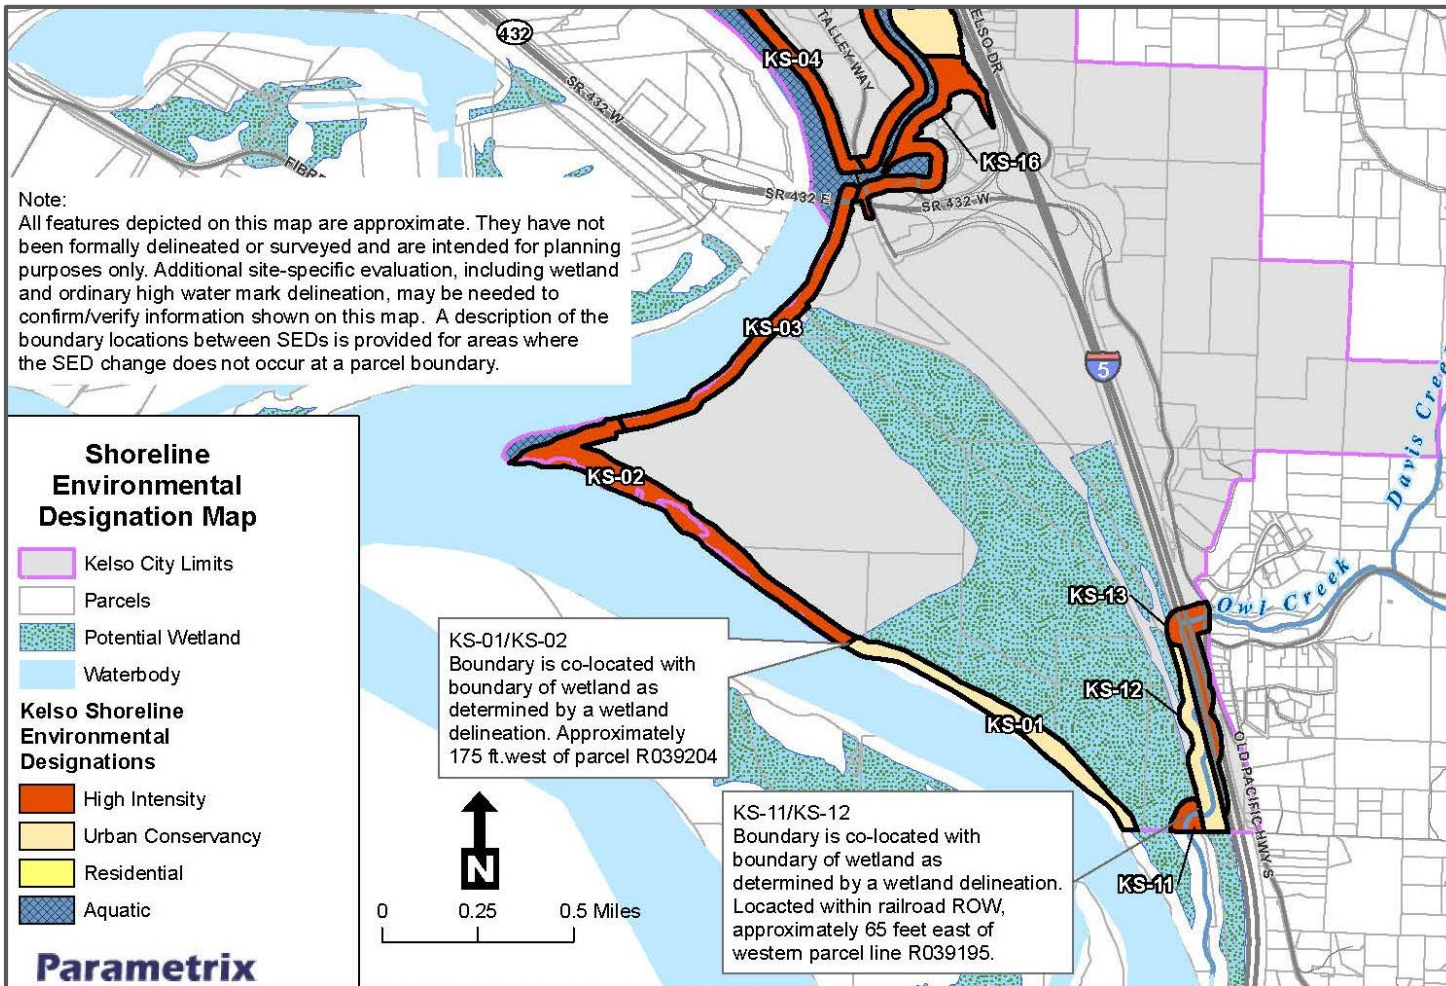 432
KS-04
TALLEY WAY
ELSO DR
SR 432 W
KS-16
SR 432 E
SR 432 W
Note:
All features depicted on this map are approximate. They have not
been formally delineated or surveyed and are intended for planning
purposes only. Additional site-specific evaluation, including wetland
and ordinary high water mark delineation, may be needed to
confirm/verify information shown on this map. A description of the
boundary locations between SEDs is provided for areas where
the SED change does not occur at a parcel boundary.
KS-03
5
Davis Cree
KS-02
Shoreline
Environmental
Designation Map
Kelso City Limits
Parcels
Potential Wetland
Waterbody
Kelso Shoreline
Environmental
Designations
High Intensity
Urban Conservancy
Residential
Aquatic
Parametrix
KS-13
Owl Creek
KS-01/KS-02
Boundary is co-located with
boundary of wetland as
determined by a wetland
delineation. Approximately
175 ft.west of parcel R039204
KS-12
KS-01
OLD PACIFIC HWY S
N
0 0.25 0.5 Miles
KS-11/KS-12
Boundary is co-located with
boundary of wetland as
determined by a wetland delineation.
Locacted within railroad ROW,
approximately 65 feet east of
western parcel line R039195.
KS-11